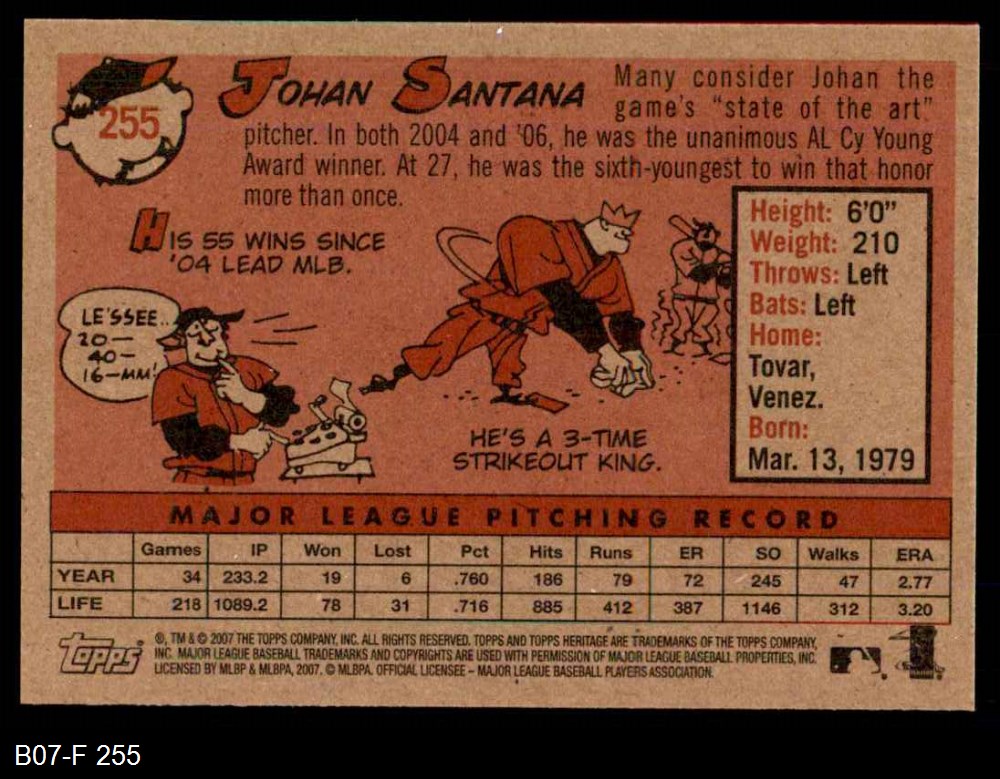 255
JOHAN SANTANA
Many consider Johan the
game's "state of the art"
pitcher. In both 2004 and '06, he was the unanimous AL Cy Young
Award winner. At 27, he was the sixth-youngest to win that honor
more than once.
HIS 55 WINS SINCE
'04 LEAD MLB.
LE'SSEE..
20—
40—
16—MM!
HE'S A 3-TIME
STRIKEOUT KING.
Height: 6'0"
Weight: 210
Throws: Left
Bats: Left
Home:
Tovar,
Venez.
Born:
Mar. 13, 1979
MAJOR LEAGUE PITCHING RECORD
Games IP Won Lost Pct Hits Runs ER SO Walks ERA
YEAR 34 233.2 19 6 .760 186 79 72 245 47 2.77
LIFE 218 1089.2 78 31 .716 885 412 387 1146 312 3.20
Topps
®, TM & © 2007 THE TOPPS COMPANY, INC. ALL RIGHTS RESERVED. TOPPS AND TOPPS HERITAGE ARE TRADEMARKS OF THE TOPPS COMPANY,
INC. MAJOR LEAGUE BASEBALL TRADEMARKS AND COPYRIGHTS ARE USED WITH PERMISSION OF MAJOR LEAGUE BASEBALL PROPERTIES, INC.
LICENSED BY MLBP & MLBPA, 2007. © MLBPA. OFFICIAL LICENSEE – MAJOR LEAGUE BASEBALL PLAYERS ASSOCIATION.
B07-F 255